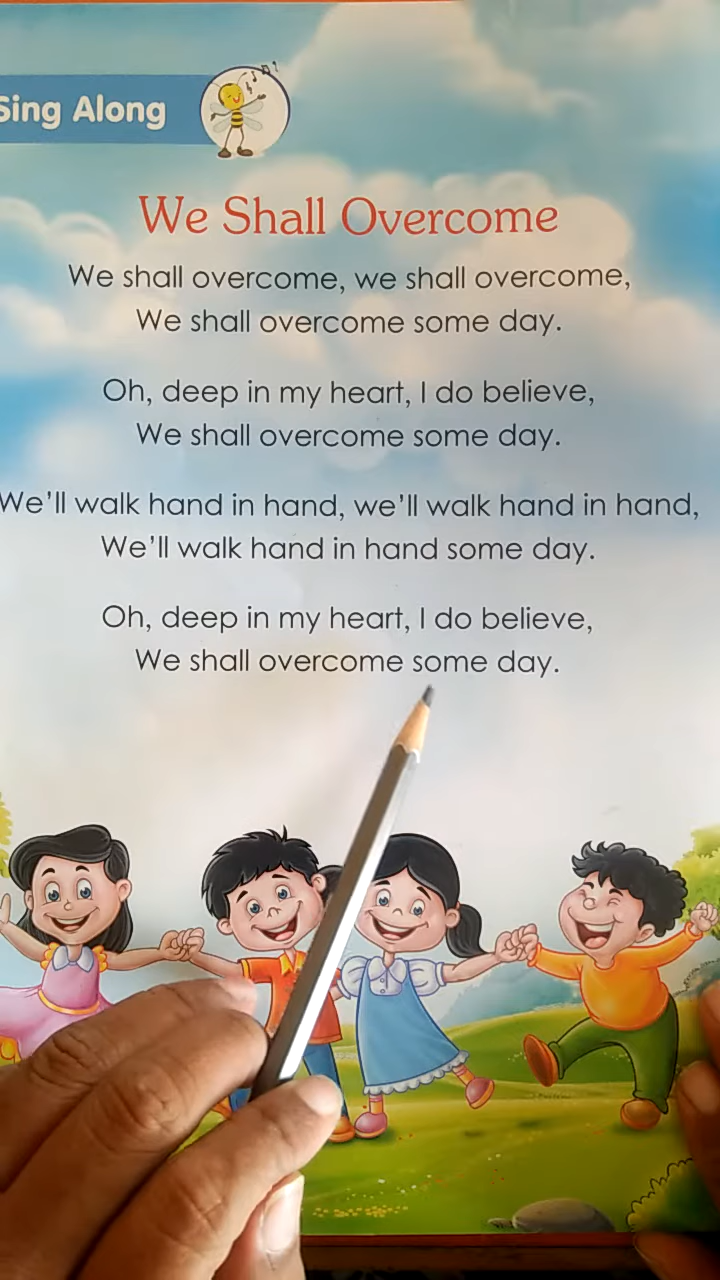 Sing Along
We Shall Overcome
We shall overcome, we shall overcome,
We shall overcome some day.
Oh, deep in my heart, I do believe,
We shall overcome some day.
We'll walk hand in hand, we'll walk hand in hand,
We'll walk hand in hand some day.
Oh, deep in my heart, I do believe,
We shall overcome some day.